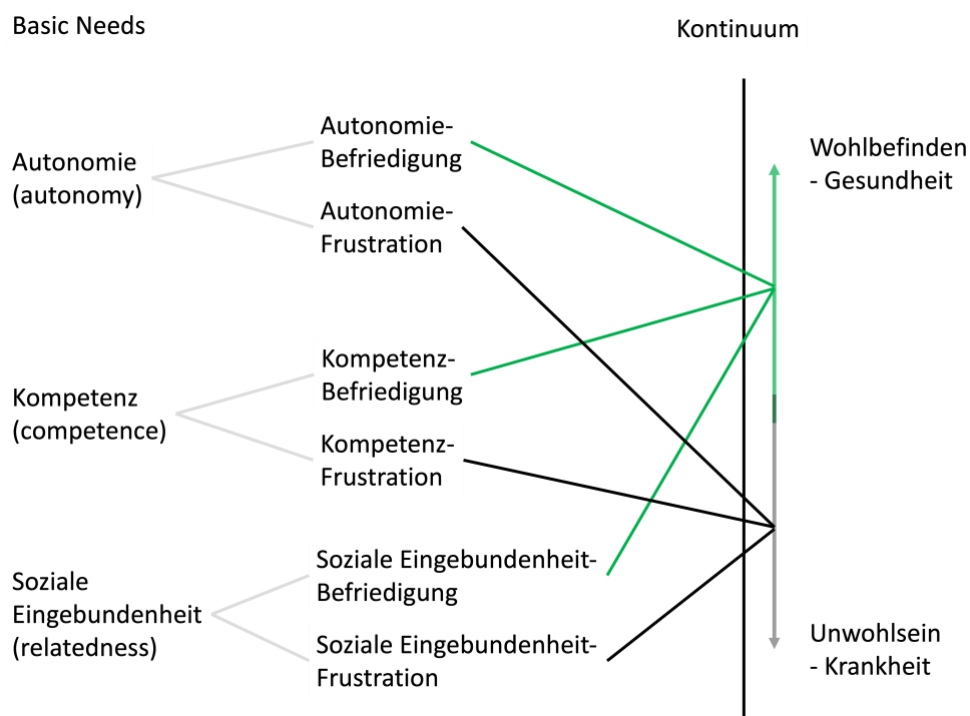 Basic Needs
Kontinuum
Autonomie
(autonomy)
Autonomie-
Befriedigung
Autonomie-
Frustration
Wohlbefinden
- Gesundheit
Kompetenz
(competence)
Kompetenz-
Befriedigung
Kompetenz-
Frustration
Soziale
Eingebundenheit
(relatedness)
Soziale Eingebundenheit-
Befriedigung
Soziale Eingebundenheit-
Frustration
Unwohlsein
- Krankheit